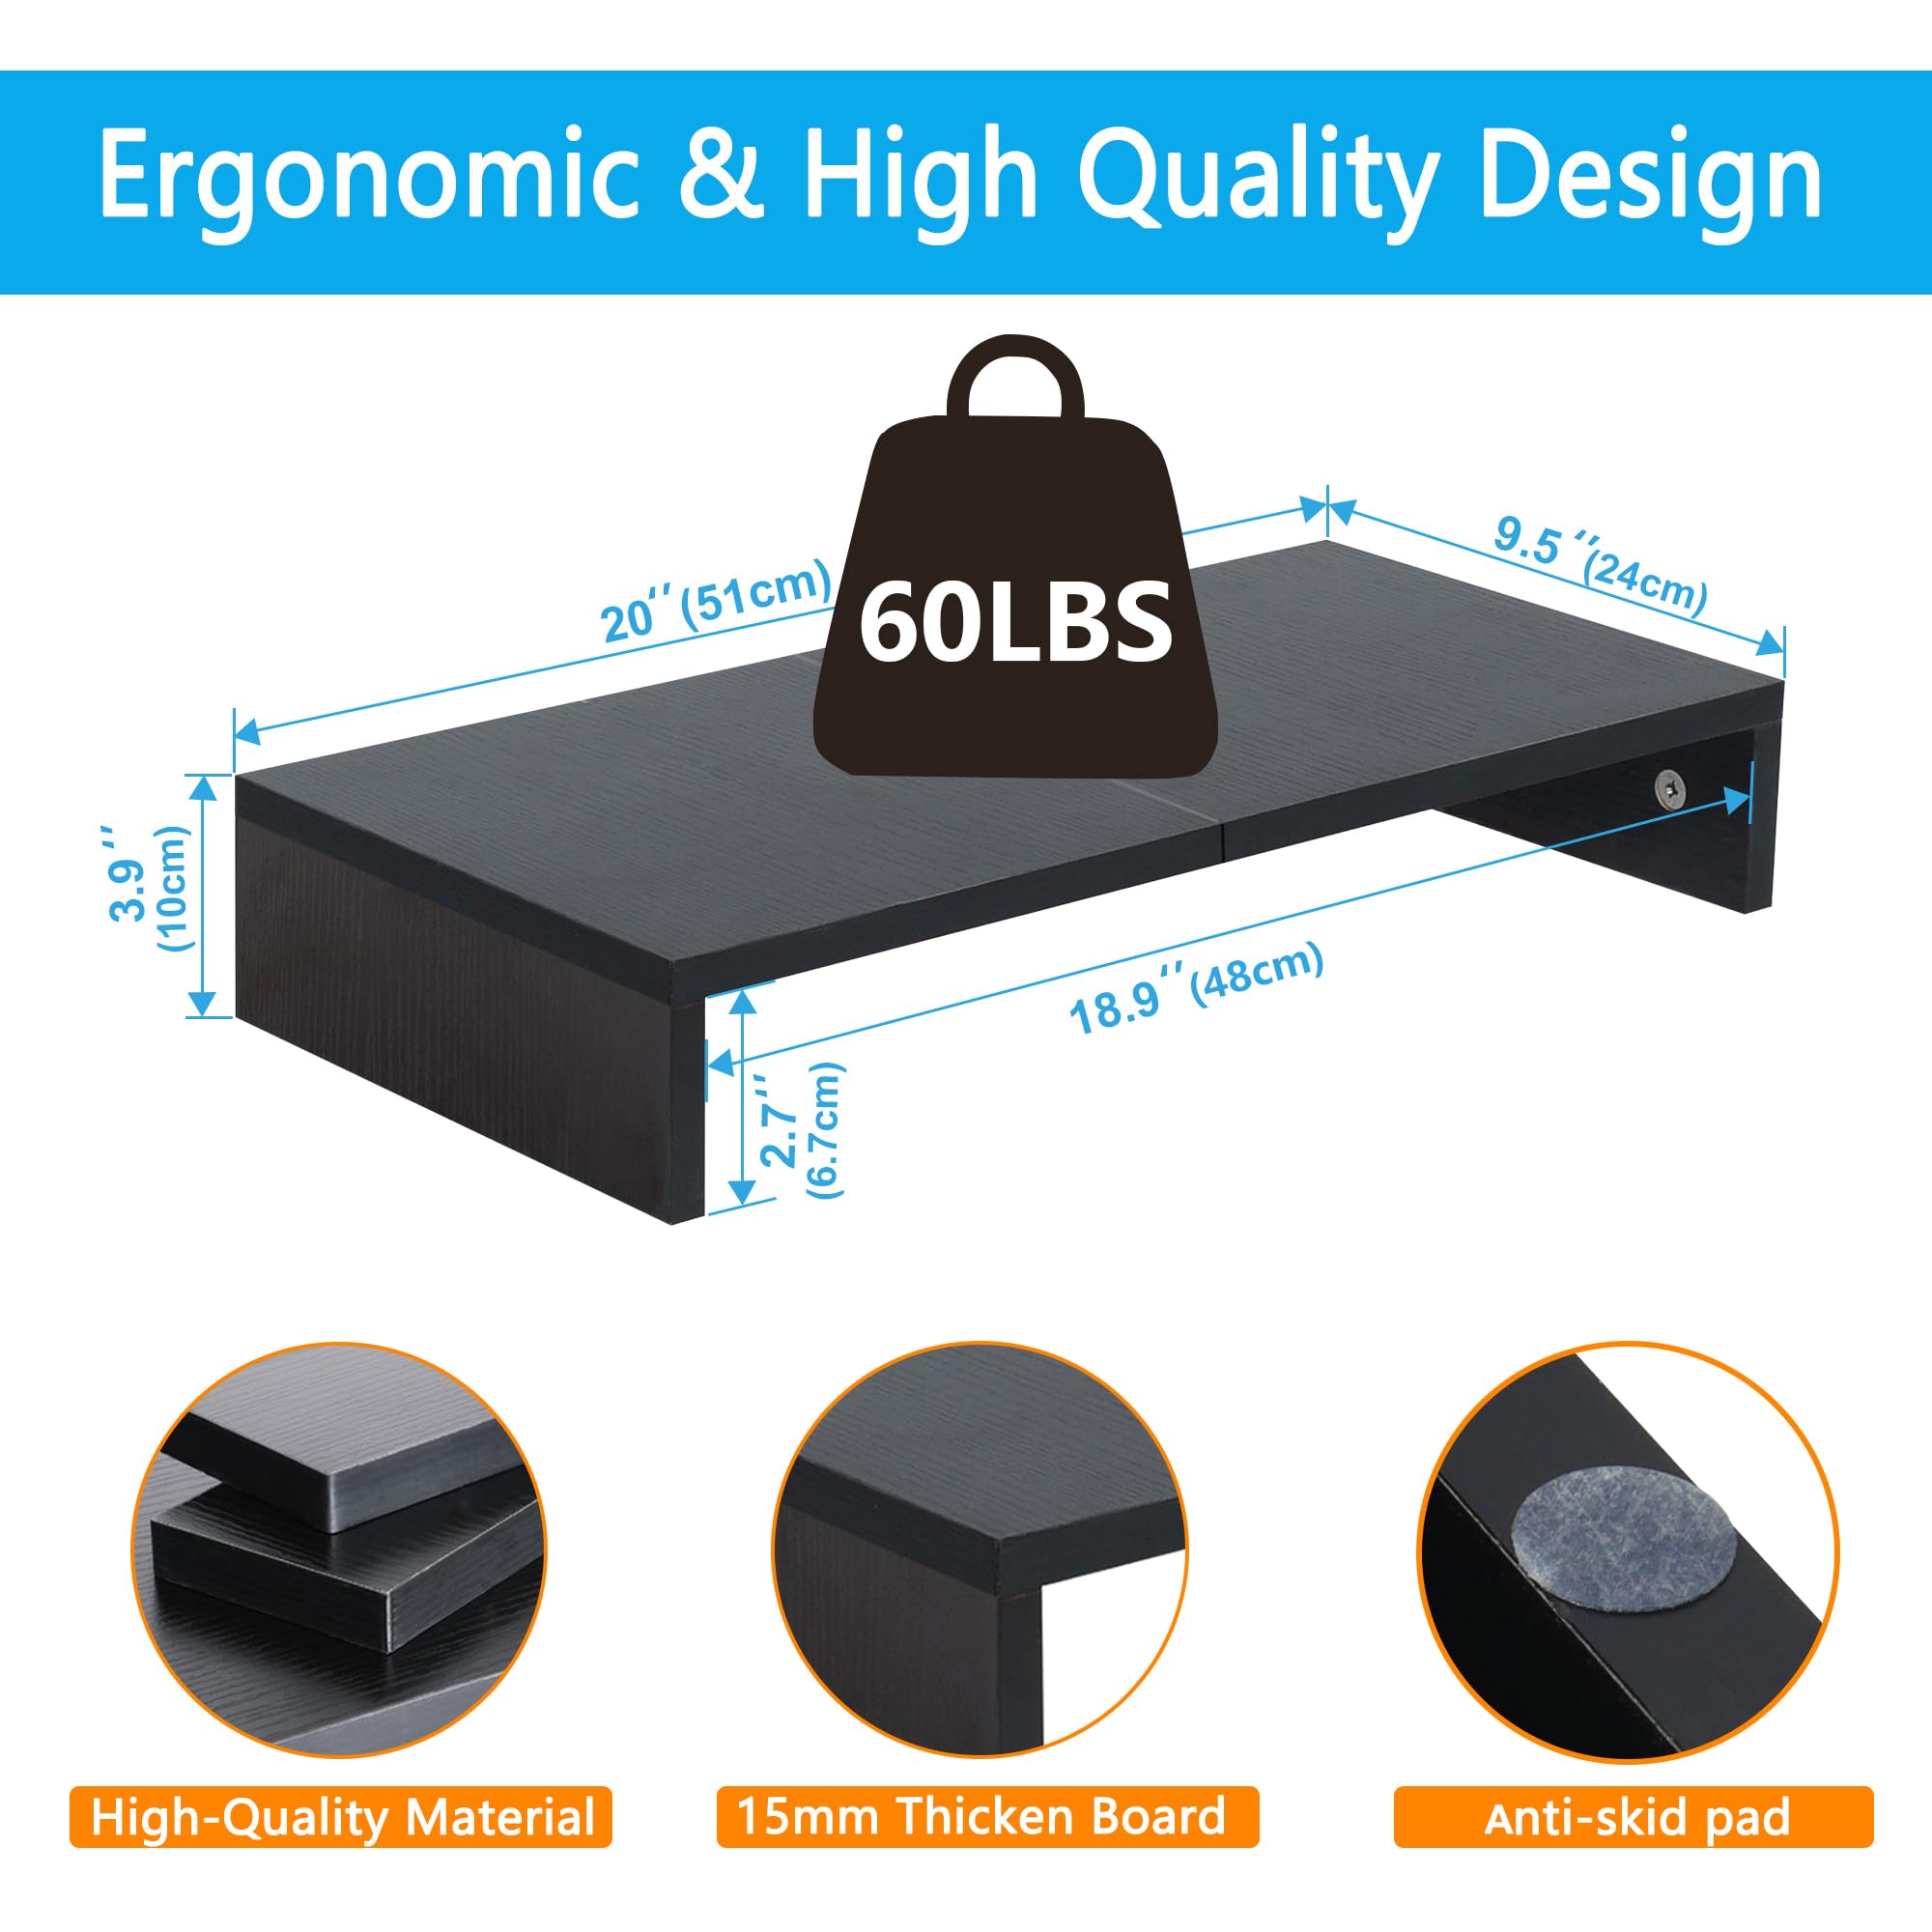 Ergonomic & High Quality Design
60LBS
20′′(51cm)
9.5′′(24cm)
3.9′′
(10cm)
18.9′′(48cm)
2.7′′
(6.7cm)
High-Quality Material
15mm Thicken Board
Anti-skid pad